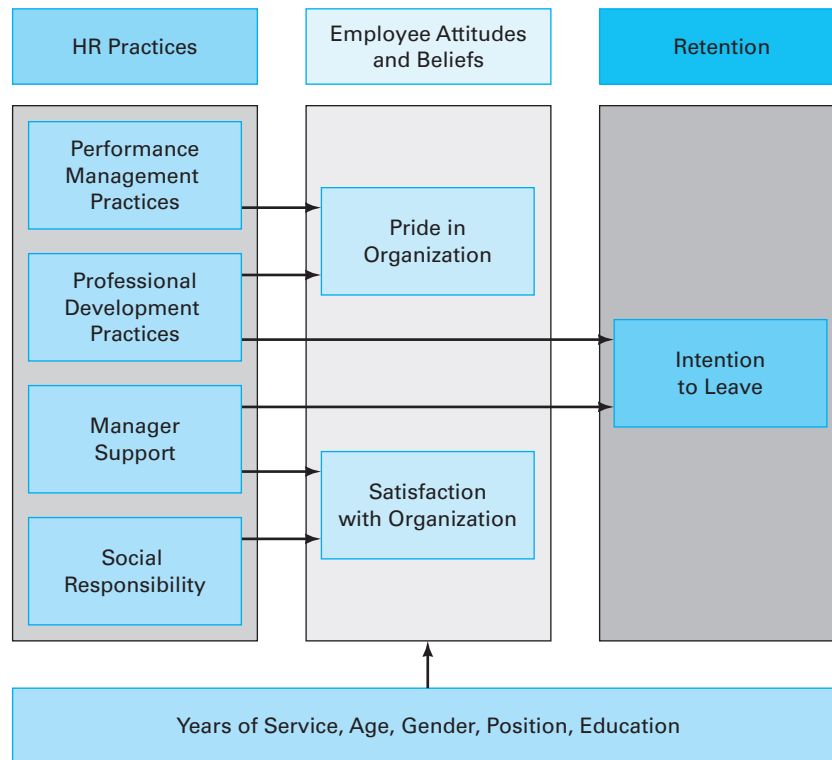 HR Practices
Employee Attitudes
and Beliefs
Retention
Performance
Management
Practices
Professional
Development
Practices
Manager
Support
Social
Responsibility
Pride in
Organization
Satisfaction
with Organization
Intention
to Leave
Years of Service, Age, Gender, Position, Education